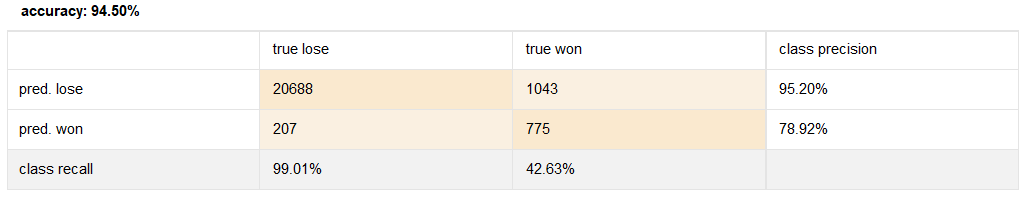 accuracy: 94.50%
true lose true won class precision
pred. lose 20688 1043 95.20%
pred. won 207 775 78.92%
class recall 99.01% 42.63%